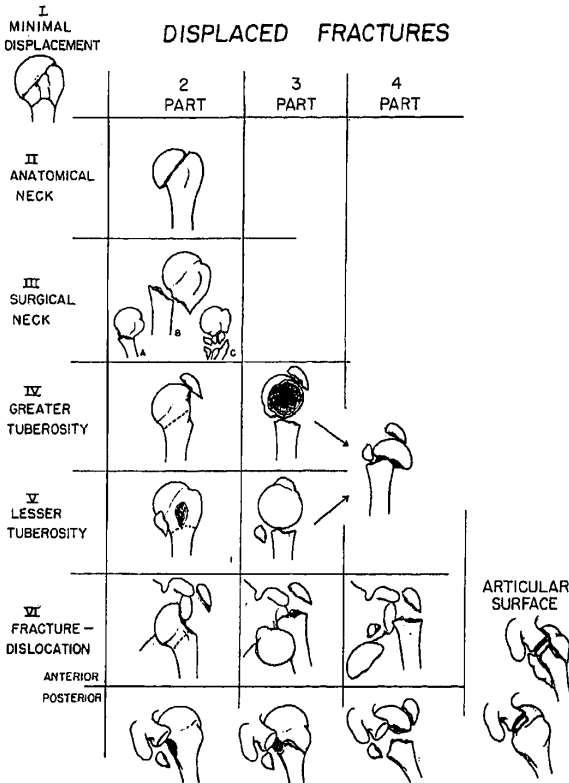 I
MINIMAL
DISPLACEMENT
DISPLACED FRACTURES
2
PART
3
PART
4
PART
II
ANATOMICAL
NECK
III
SURGICAL
NECK
A
B
C
IV
GREATER
TUBEROSITY
V
LESSER
TUBEROSITY
VI
FRACTURE-
DISLOCATION
ANTERIOR
POSTERIOR
ARTICULAR
SURFACE